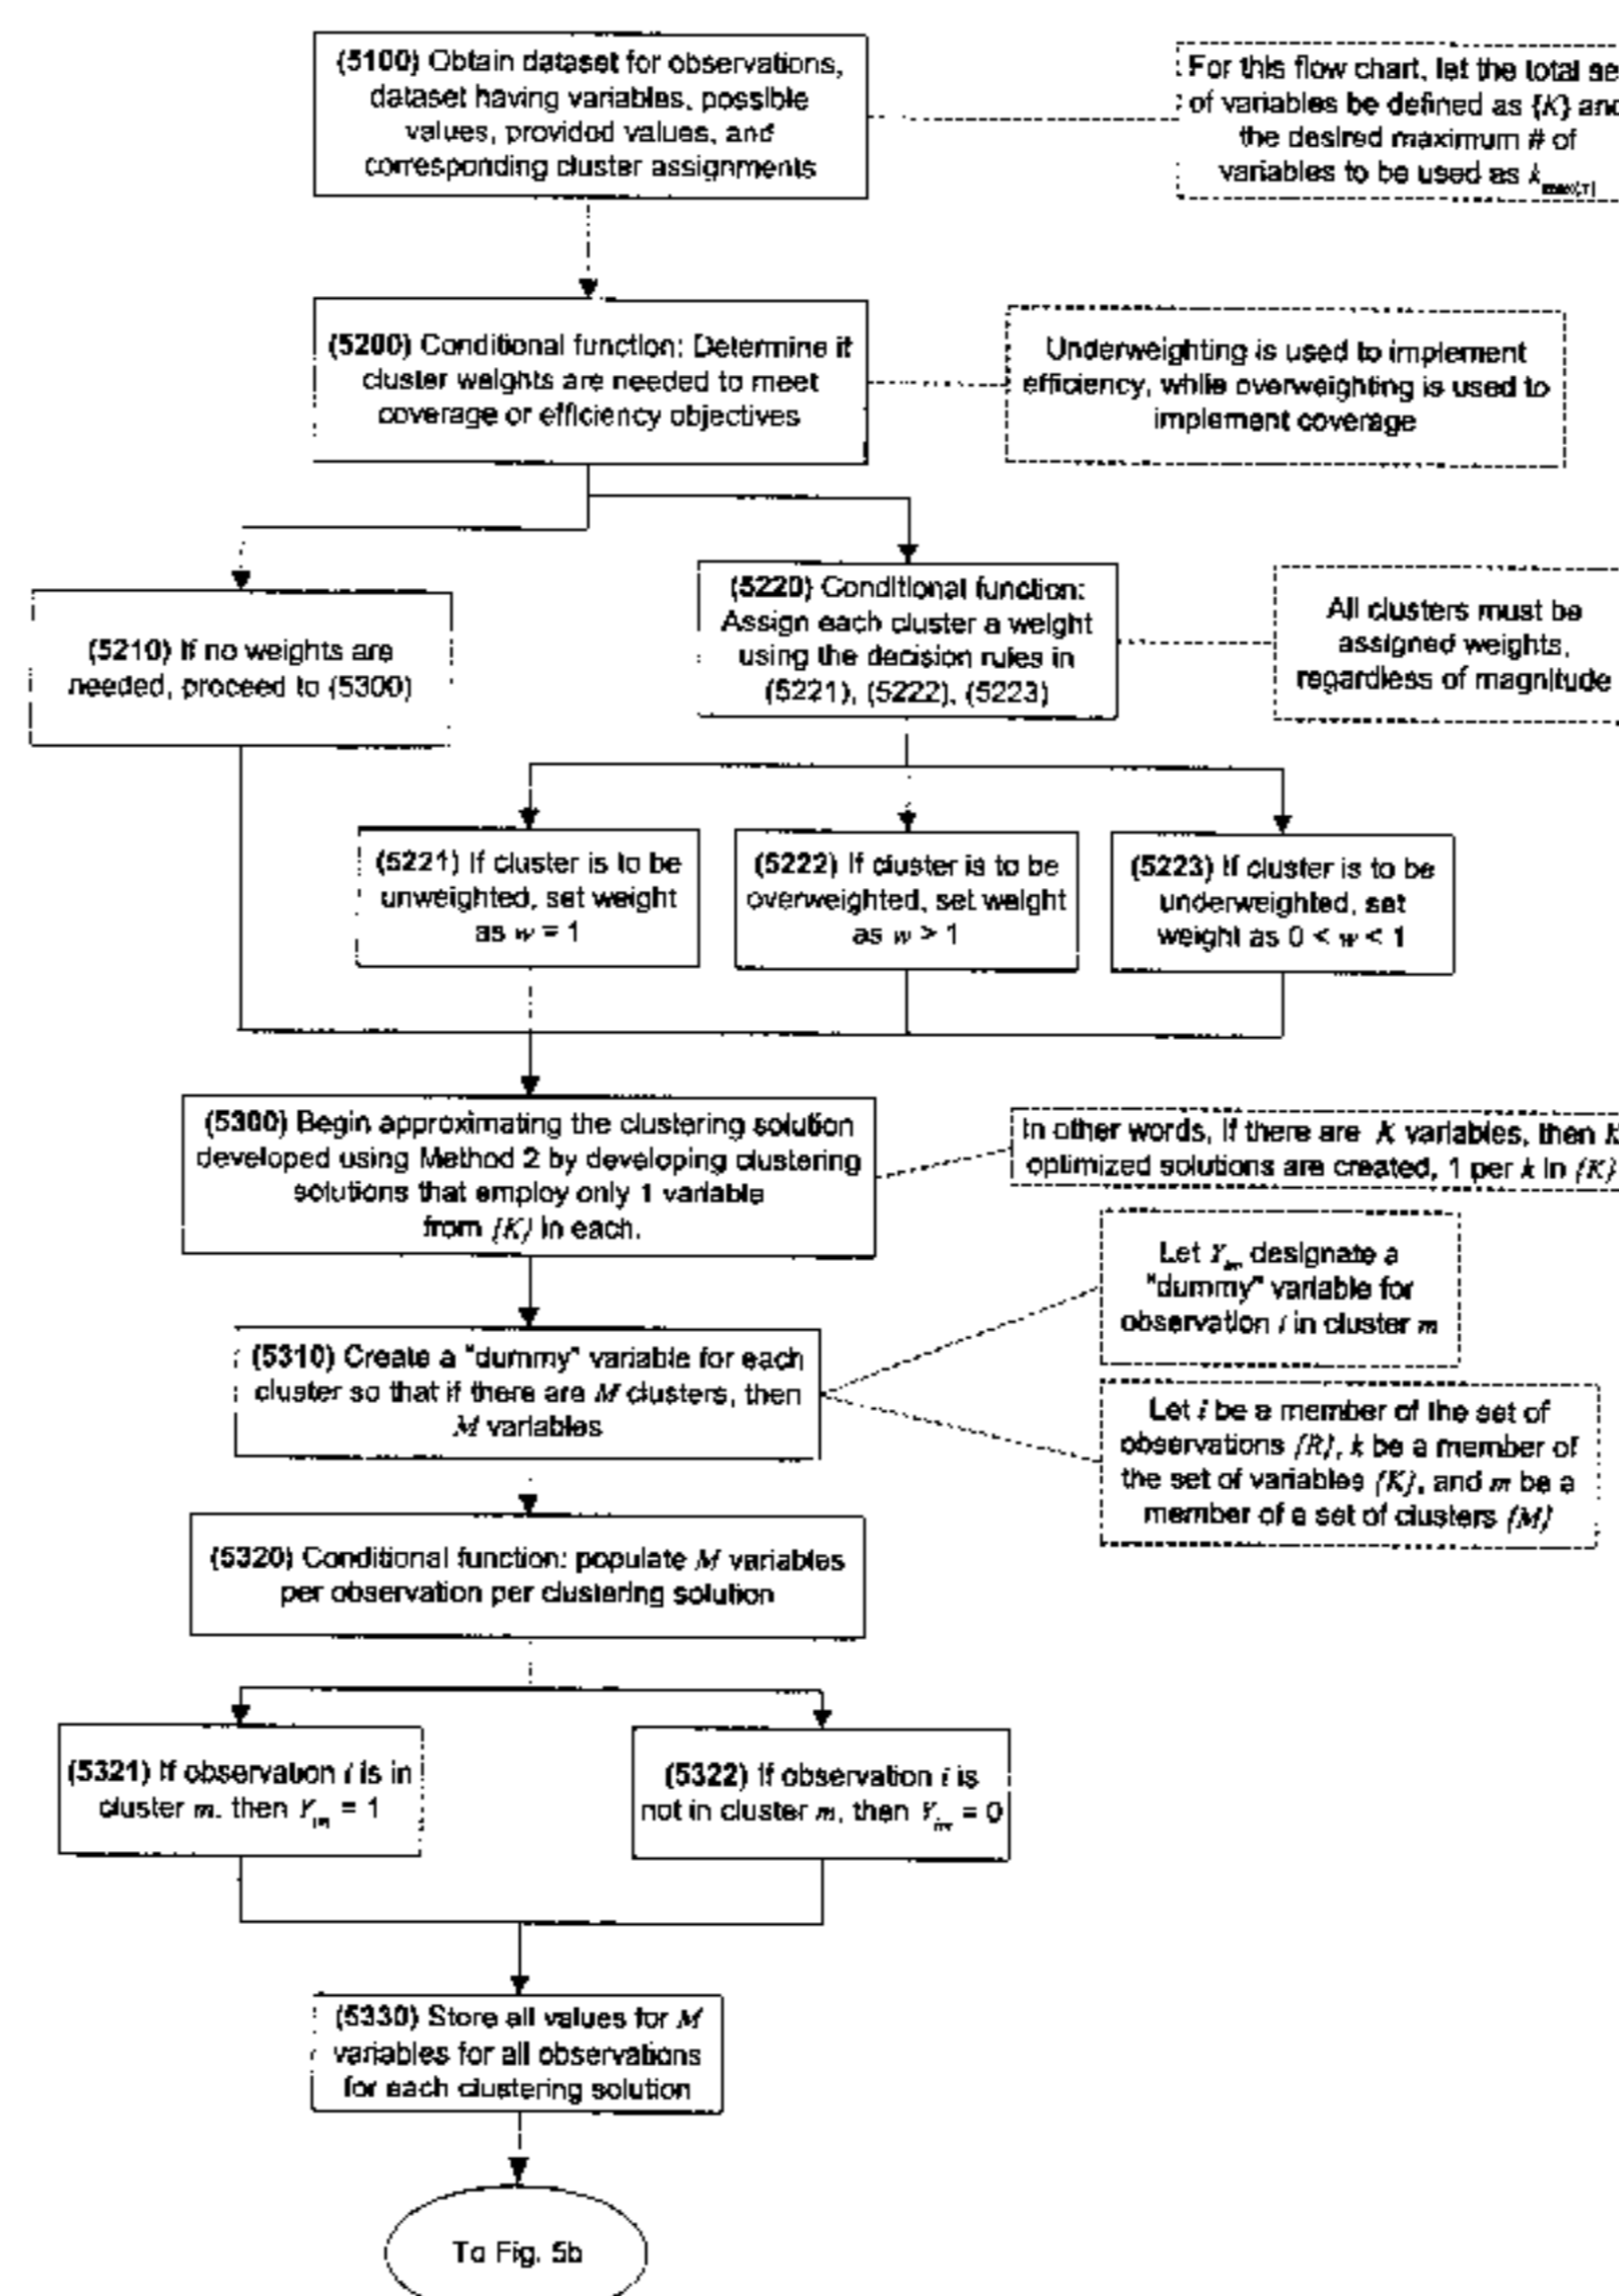 (5100) Obtain dataset for observations,
dataset having variables, possible
values, provided values, and
corresponding cluster assignments
For this flow chart, let the total se
of variables be defined as {K} and
the desired maximum # of
variables to be used as k
(5200) Conditional function: Determine if
cluster weights are needed to meet
coverage or efficiency objectives
Underweighting is used to implement
efficiency, while overweighting is used to
implement coverage
(5210) If no weights are
needed, proceed to (5300)
(5220) Conditional function:
Assign each cluster a weight
using the decision rules in
(5221), (5222), (5223)
All clusters must be
assigned weights,
regardless of magnitude
(5221) If cluster is to be
unweighted, set weight
as w = 1
(5222) If cluster is to be
overweighted, set weight
as w > 1
(5223) If cluster is to be
underweighted, set
weight as 0 < w < 1
(5300) Begin approximating the clustering solution
developed using Method 2 by developing clustering
solutions that employ only 1 variable
from {K} in each.
In other words, if there are K variables, then K
optimized solutions are created, 1 per k in {K}
(5310) Create a "dummy" variable for each
cluster so that if there are M clusters, then
M variables
Let Yim designate a
"dummy" variable for
observation i in cluster m
Let i be a member of the set of
observations {R}, k be a member of
the set of variables {K}, and m be a
member of a set of clusters {M}
(5320) Conditional function: populate M variables
per observation per clustering solution
(5321) If observation i is in
cluster m, then Yim = 1
(5322) If observation i is
not in cluster m, then Yim = 0
(5330) Store all values for M
variables for all observations
for each clustering solution
To Fig. 5b